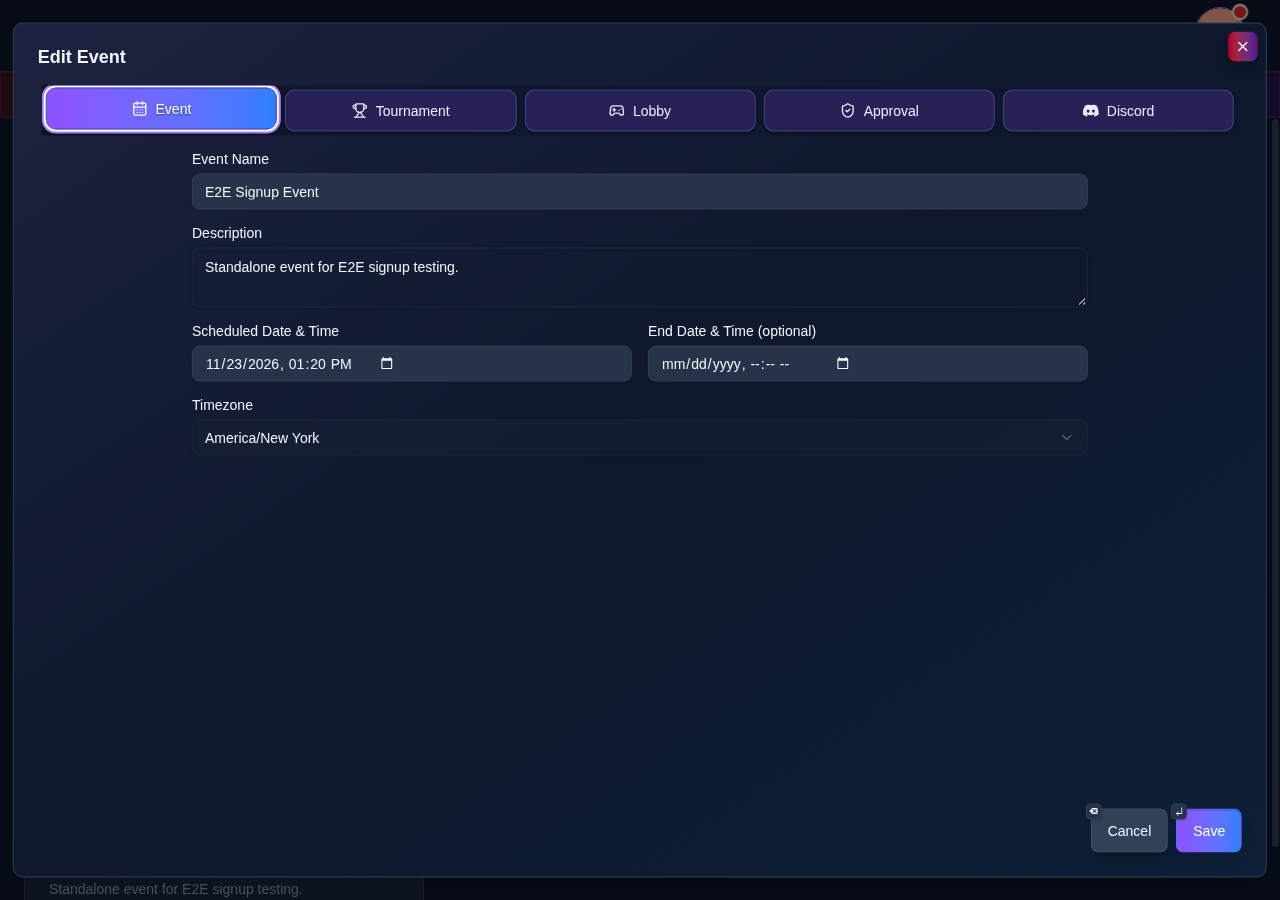 Edit Event
Event
Tournament
Lobby
Approval
Discord
Event Name
E2E Signup Event
Description
Standalone event for E2E signup testing.
Scheduled Date & Time
End Date & Time (optional)
11/23/2026, 01:20 PM
mm/dd/yyyy, --:-- --
Timezone
America/New York
Cancel
Save
Standalone event for E2E signup testing.